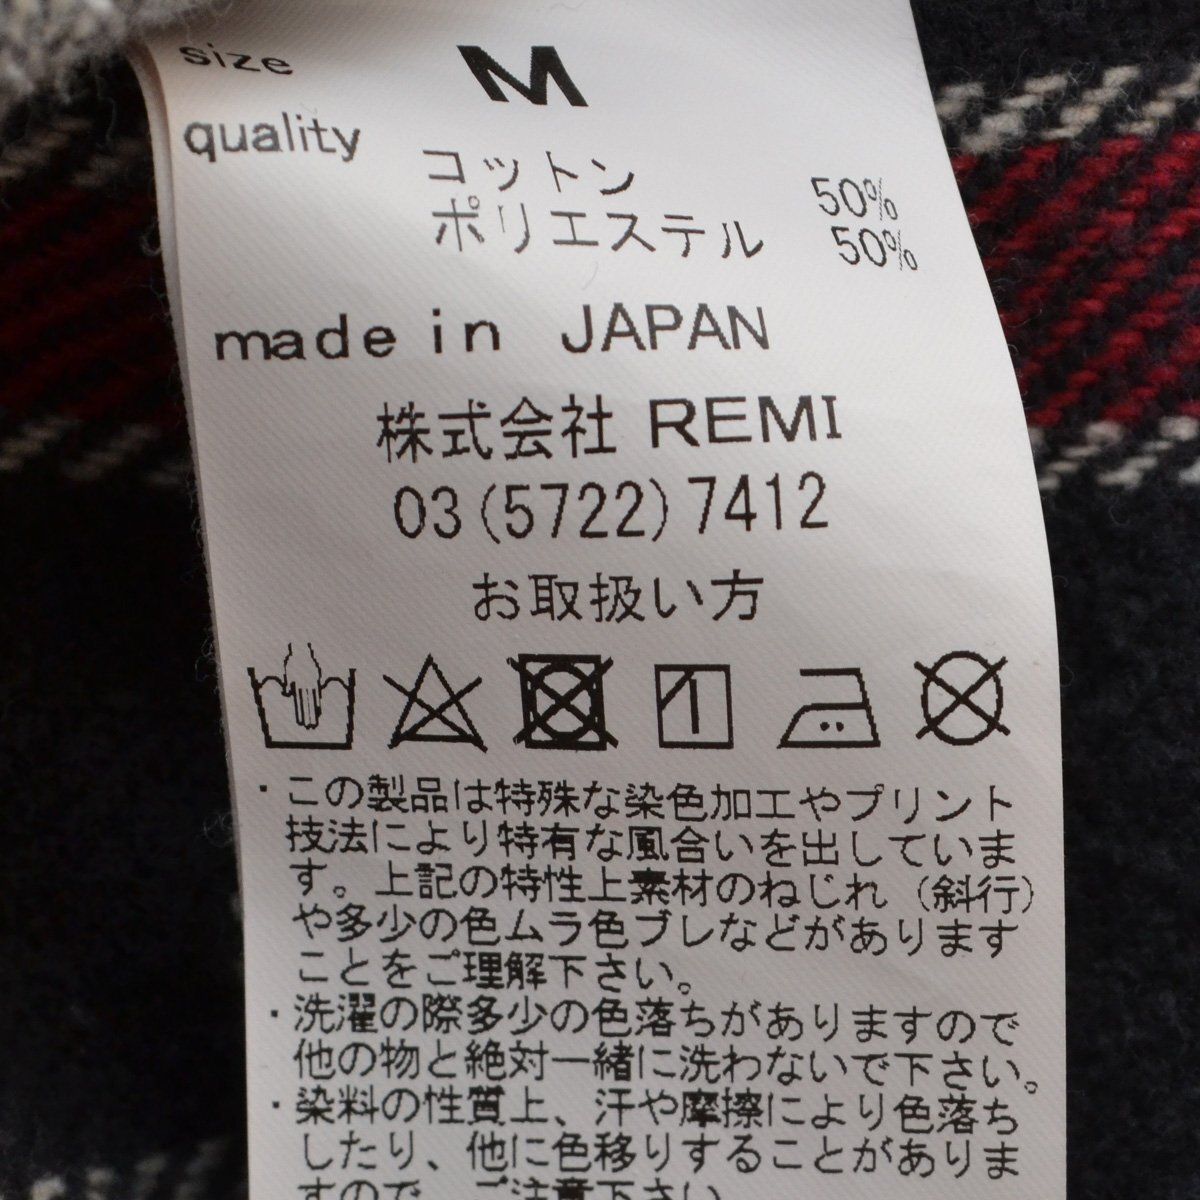 size M
quality
コットン 50%
ポリエステル 50%
made in JAPAN
株式会社 REMI
03(5722)7412
お取扱い方
・この製品は特殊な染色加工やプリント
技法により特有な風合いを出していま
す。上記の特性上素材のねじれ（斜行）
や多少の色ムラ色ブレなどがあります
ことをご理解下さい。
・洗濯の際多少の色落ちがありますので
他の物と絶対一緒に洗わないで下さい。
・染料の性質上、汗や摩擦により色落ち
したり、他に色移りすることがありま
すので、ご注意下さい。